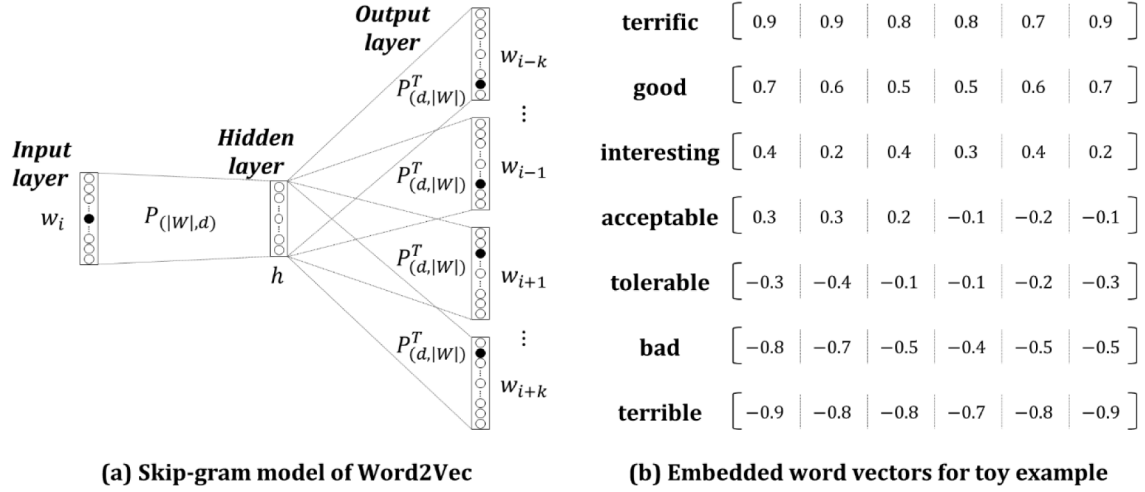 Input
layer
w_i
P_(|W|,d)
Hidden
layer
h
Output
layer
P^T_(d,|W|)
w_{i−k}
⋮
P^T_(d,|W|)
w_{i−1}
P^T_(d,|W|)
w_{i+1}
⋮
P^T_(d,|W|)
w_{i+k}
(a) Skip-gram model of Word2Vec
terrific 0.9 0.9 0.8 0.8 0.7 0.9
good 0.7 0.6 0.5 0.5 0.6 0.7
interesting 0.4 0.2 0.4 0.3 0.4 0.2
acceptable 0.3 0.3 0.2 −0.1 −0.2 −0.1
tolerable −0.3 −0.4 −0.1 −0.1 −0.2 −0.3
bad −0.8 −0.7 −0.5 −0.4 −0.5 −0.5
terrible −0.9 −0.8 −0.8 −0.7 −0.8 −0.9
(b) Embedded word vectors for toy example